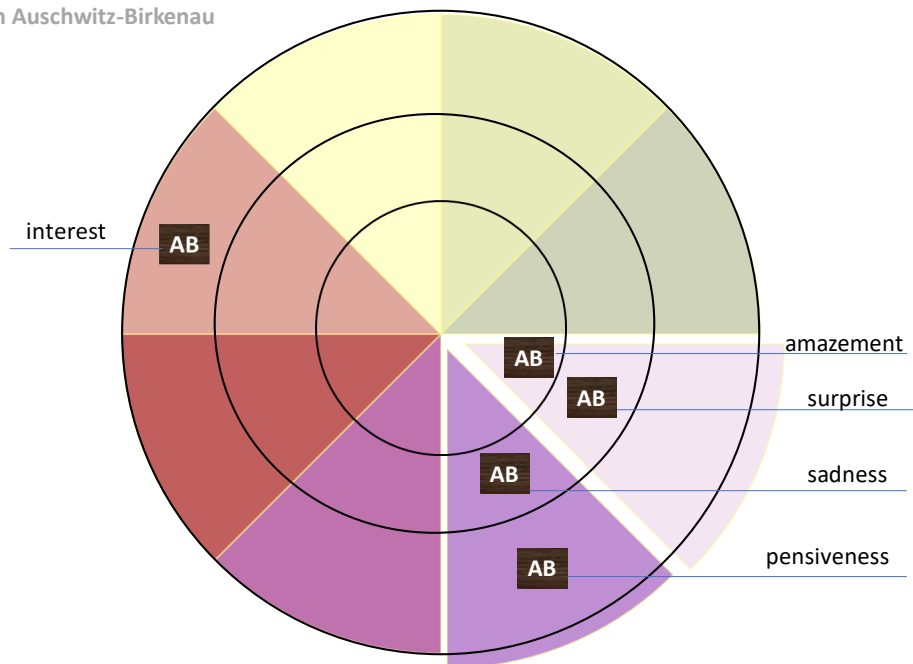 Auschwitz-Birkenau
interest
AB
AB
amazement
AB
surprise
AB
sadness
AB
pensiveness